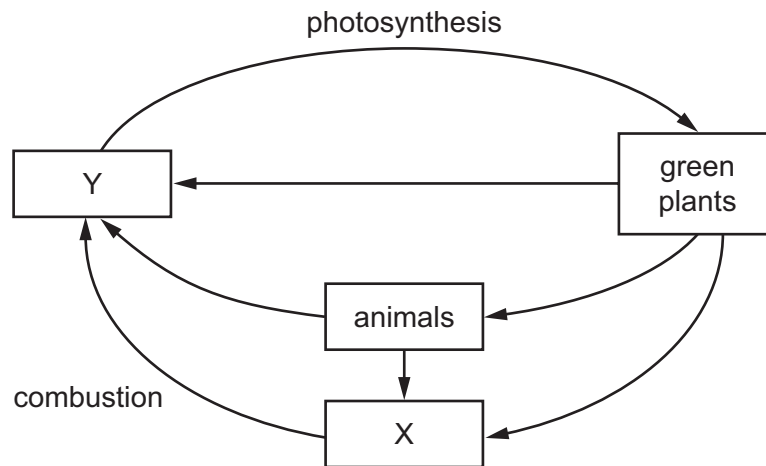 photosynthesis
Y
green
plants
animals
combustion
X